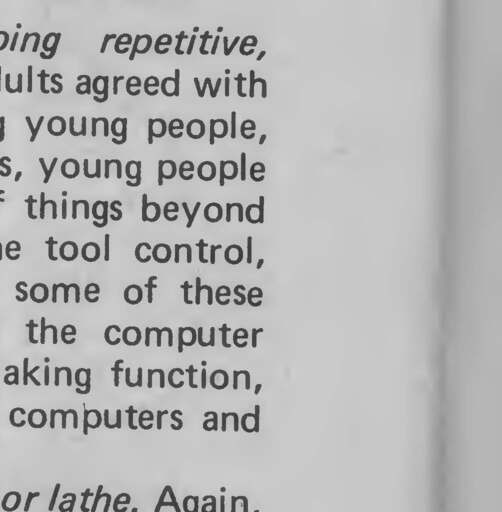 oing repetitive,
dults agreed with
g young people,
s, young people
f things beyond
ne tool control,
some of these
the computer
aking function,
computers and
or lathe. Again,